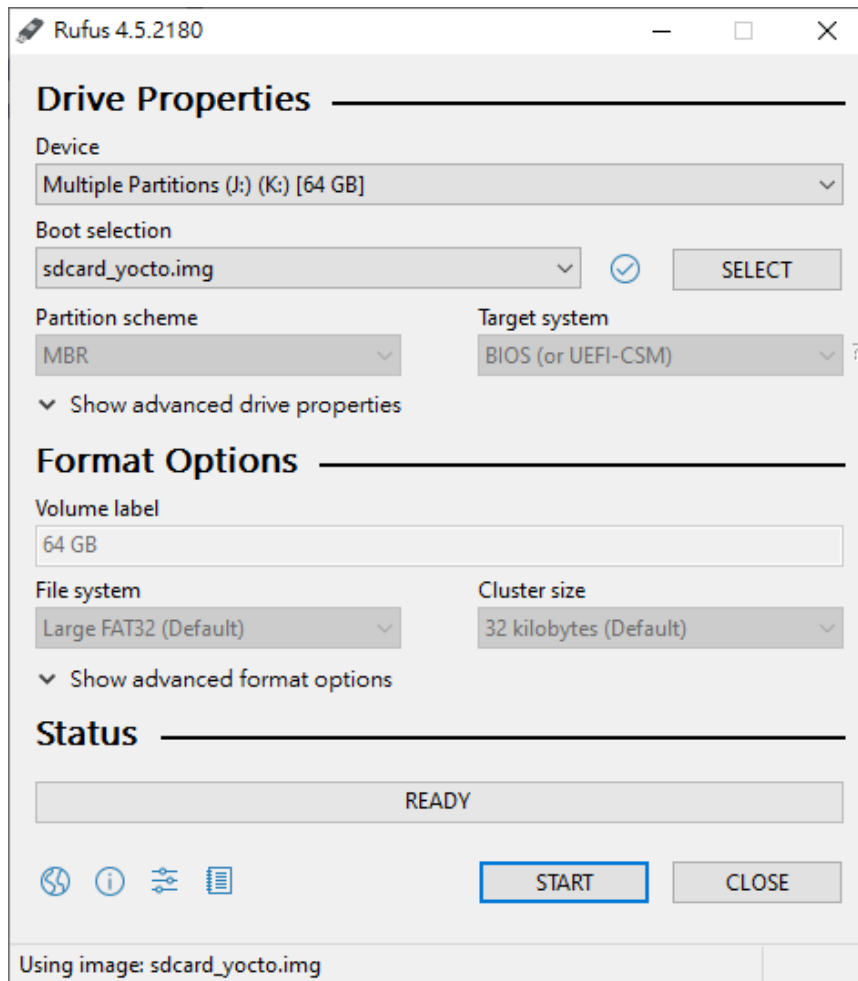 Rufus 4.5.2180
Drive Properties
Device
Multiple Partitions (J:) (K:) [64 GB]
Boot selection
sdcard_yocto.img
SELECT
Partition scheme
Target system
MBR
BIOS (or UEFI-CSM)
?
Show advanced drive properties
Format Options
Volume label
64 GB
File system
Cluster size
Large FAT32 (Default)
32 kilobytes (Default)
Show advanced format options
Status
READY
START
CLOSE
Using image: sdcard_yocto.img